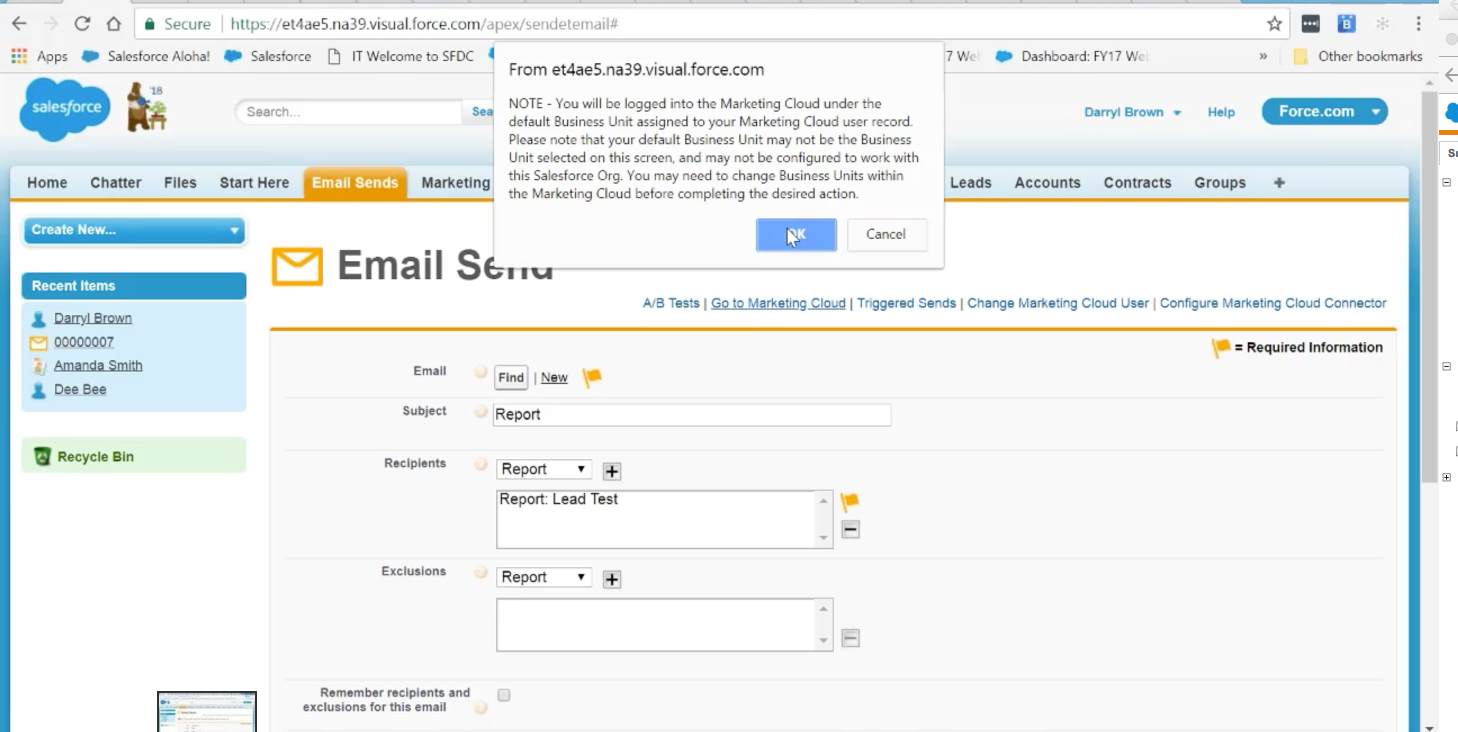 Secure https://et4ae5.na39.visual.force.com/apex/sendetemail#
Apps Salesforce Aloha! Salesforce IT Welcome to SFDC Dashboard: FY17 Other bookmarks
From et4ae5.na39.visual.force.com
NOTE - You will be logged into the Marketing Cloud under the
default Business Unit assigned to your Marketing Cloud user record.
Please note that your default Business Unit may not be the Business
Unit selected on this screen, and may not be configured to work with
this Salesforce Org. You may need to change Business Units within
the Marketing Cloud before completing the desired action.
OK Cancel
salesforce '18 Search... Darryl Brown Help Force.com
Home Chatter Files Start Here Email Sends Marketing Leads Accounts Contracts Groups +
Create New...
Email Send
Recent Items
Darryl Brown
00000007
Amanda Smith
Dee Bee
Recycle Bin
A/B Tests | Go to Marketing Cloud | Triggered Sends | Change Marketing Cloud User | Configure Marketing Cloud Connector
= Required Information
Email Find | New
Subject Report
Recipients Report
Report: Lead Test
Exclusions Report
Remember recipients and
exclusions for this email